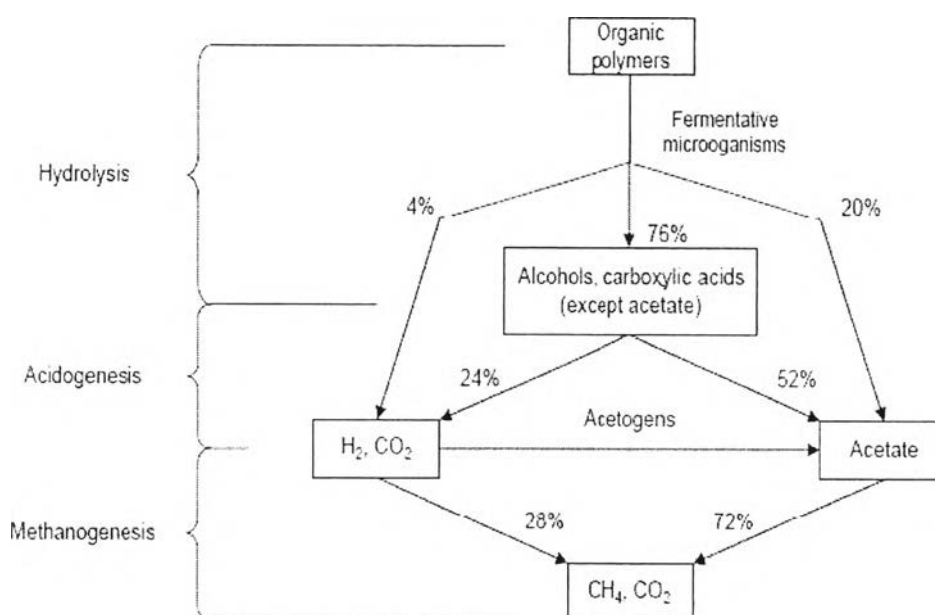 Organic
polymers
Fermentative
microoganisms
Hydrolysis
4%
20%
76%
Alcohols, carboxylic acids
(except acetate)
Acidogenesis
24%
52%
Acetogens
H₂, CO₂
Acetate
Methanogenesis
28%
72%
CH₄, CO₂